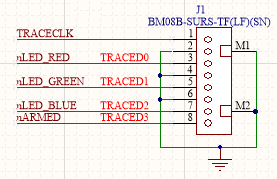 J1
BM08B-SURS-TF(LF)(SN)
TRACECLK 1
2 M1
nLED_RED TRACED0 3
4
nLED_GREEN TRACED1 5
6
nLED_BLUE TRACED2 7 M2
nARMED TRACED3 8